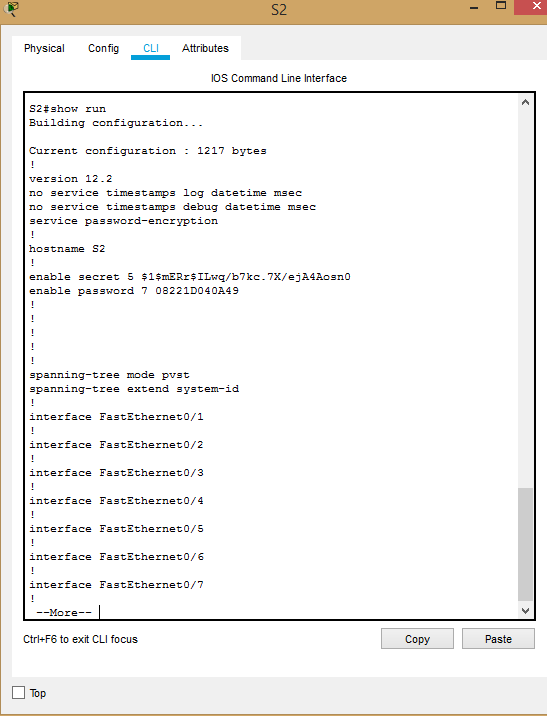 S2
Physical Config CLI Attributes
IOS Command Line Interface
S2#show run
Building configuration...
Current configuration : 1217 bytes
!
version 12.2
no service timestamps log datetime msec
no service timestamps debug datetime msec
service password-encryption
!
hostname S2
!
enable secret 5 $1$mERr$ILwq/b7kc.7X/ejA4Aosn0
enable password 7 08221D040A49
!
!
!
!
!
spanning-tree mode pvst
spanning-tree extend system-id
!
interface FastEthernet0/1
!
interface FastEthernet0/2
!
interface FastEthernet0/3
!
interface FastEthernet0/4
!
interface FastEthernet0/5
!
interface FastEthernet0/6
!
interface FastEthernet0/7
!
--More--
Ctrl+F6 to exit CLI focus Copy Paste
Top